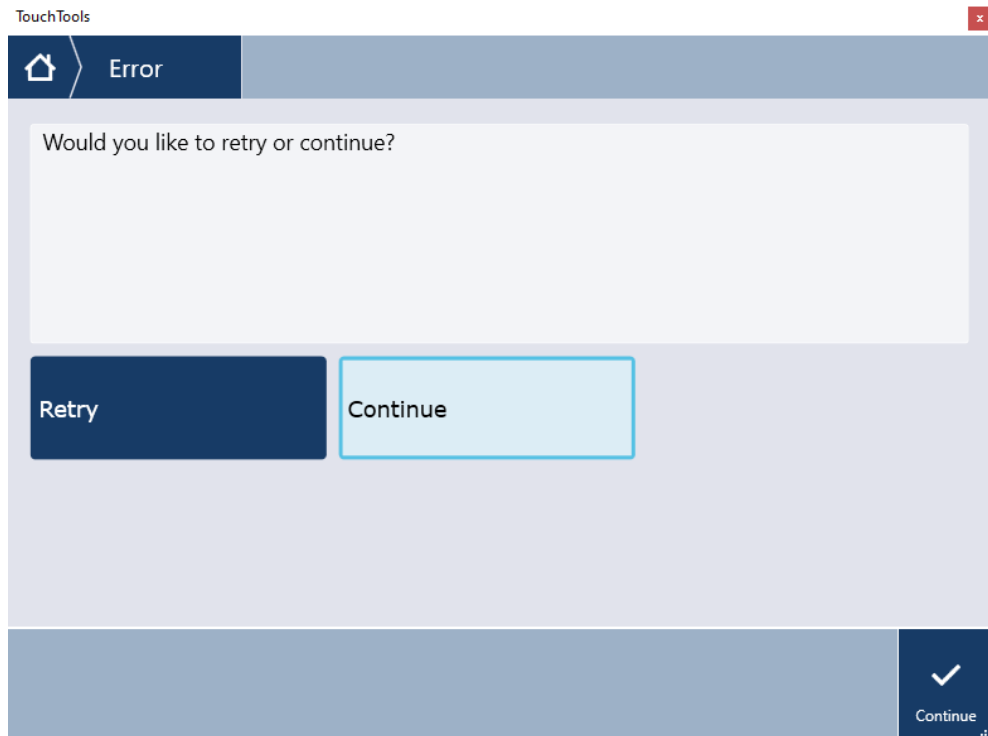 TouchTools
x
Error
Would you like to retry or continue?
Retry
Continue
Continue